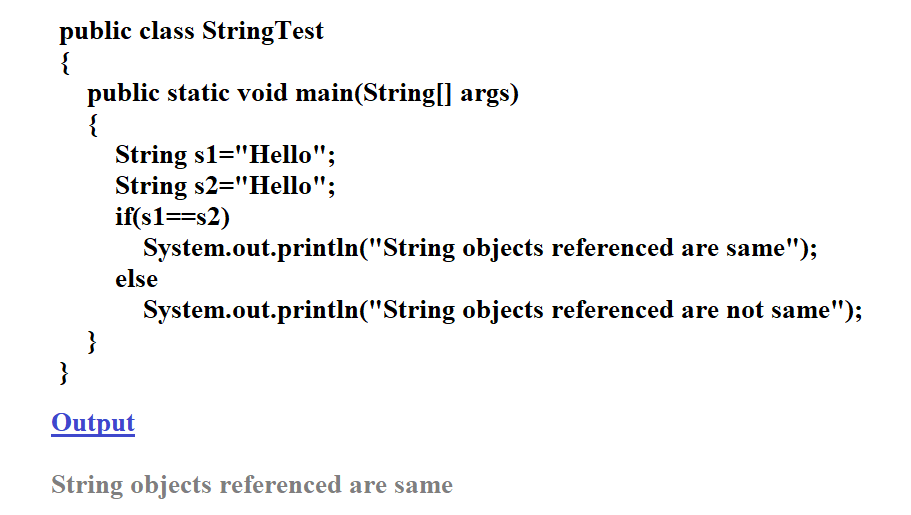 public class StringTest
{
public static void main(String[] args)
{
String s1="Hello";
String s2="Hello";
if(s1==s2)
System.out.println("String objects referenced are same");
else
System.out.println("String objects referenced are not same");
}
}
Output
String objects referenced are same